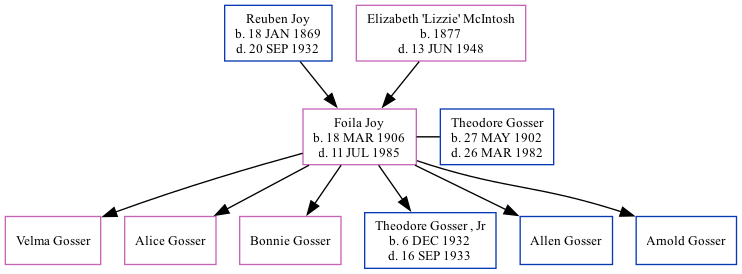 Reuben Joy
b. 18 JAN 1869
d. 20 SEP 1932
Elizabeth 'Lizzie' McIntosh
b. 1877
d. 13 JUN 1948
Foila Joy
b. 18 MAR 1906
d. 11 JUL 1985
Theodore Gosser
b. 27 MAY 1902
d. 26 MAR 1982
Velma Gosser
Alice Gosser
Bonnie Gosser
Theodore Gosser , Jr
b. 6 DEC 1932
d. 16 SEP 1933
Allen Gosser
Arnold Gosser